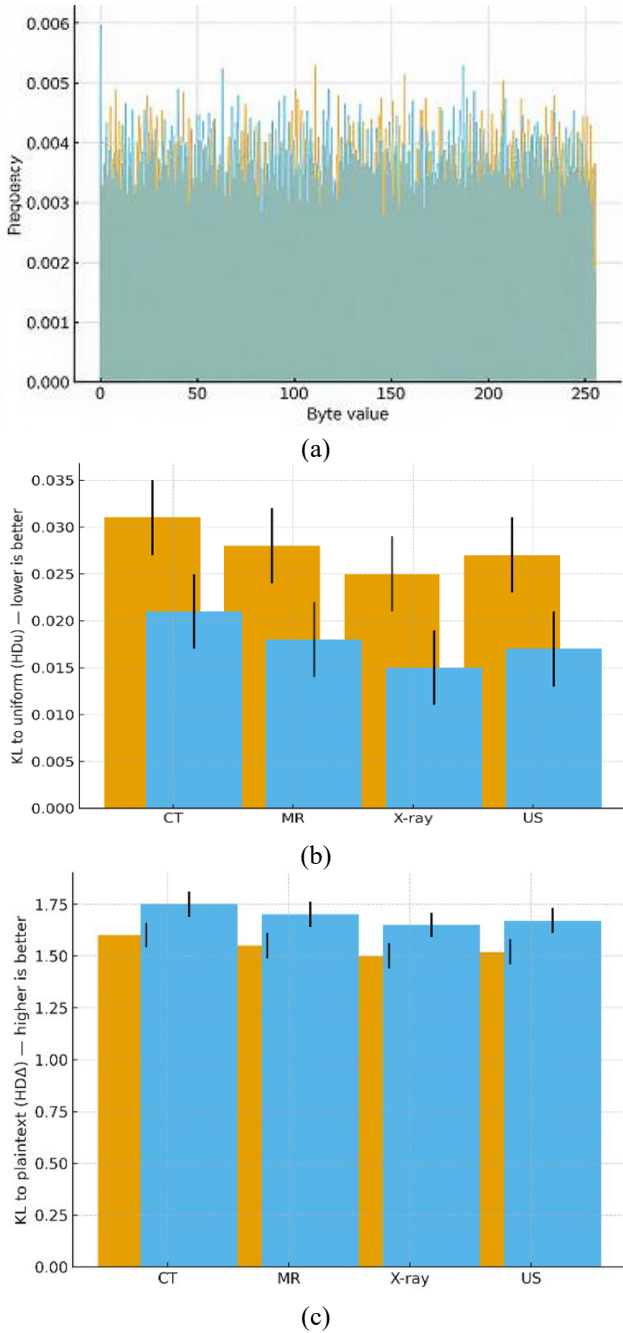 0.006
0.005
0.004
0.003
0.002
0.001
0.000
Frequency
0 50 100 150 200 250
Byte value
(a)
0.035
0.030
0.025
0.020
0.015
0.010
0.005
0.000
KL to uniform (HDu) — lower is better
CT MR X-ray US
(b)
1.75
1.50
1.25
1.00
0.75
0.50
0.25
0.00
KL to plaintext (HDΔ) — higher is better
CT MR X-ray US
(c)